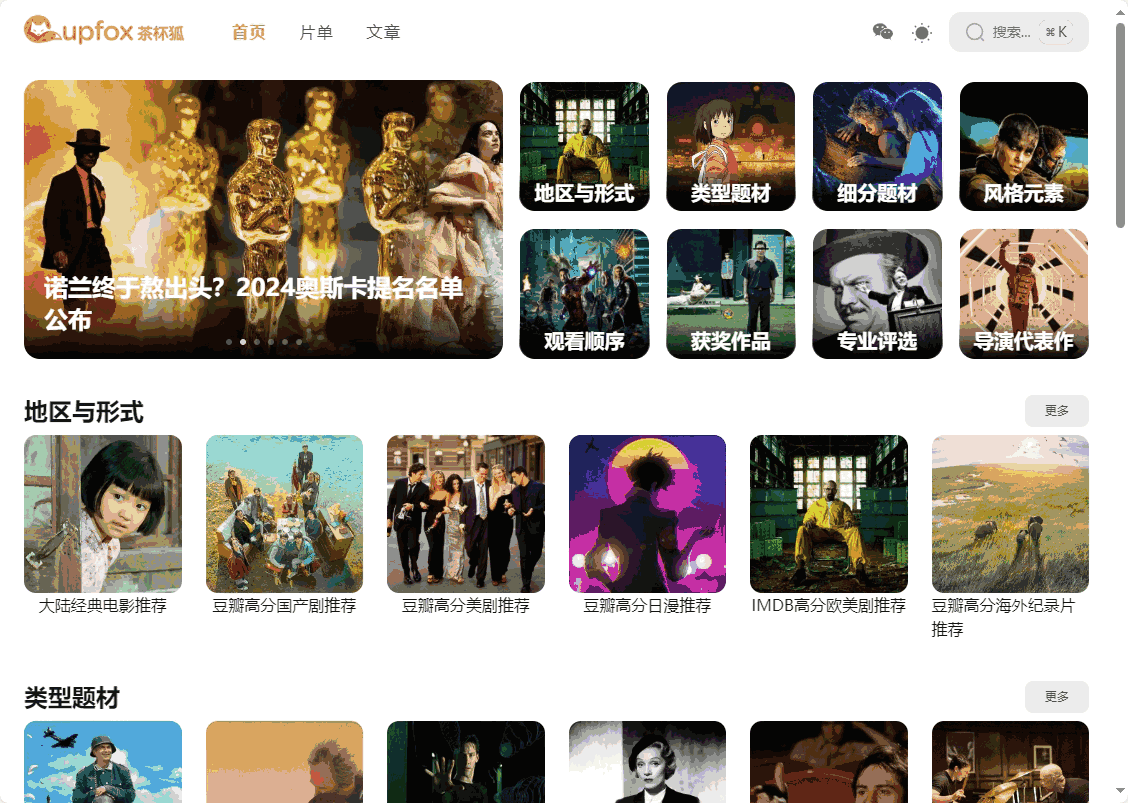 Cupfox 茶杯狐
首页
片单
文章
搜索...
⌘ K
诺兰终于熬出头？2024奥斯卡提名名单
公布
地区与形式
类型题材
细分题材
风格元素
观看顺序
获奖作品
专业评选
导演代表作
地区与形式
更多
大陆经典电影推荐
豆瓣高分国产剧推荐
豆瓣高分美剧推荐
豆瓣高分日漫推荐
IMDB高分欧美剧推荐
豆瓣高分海外纪录片
推荐
类型题材
更多